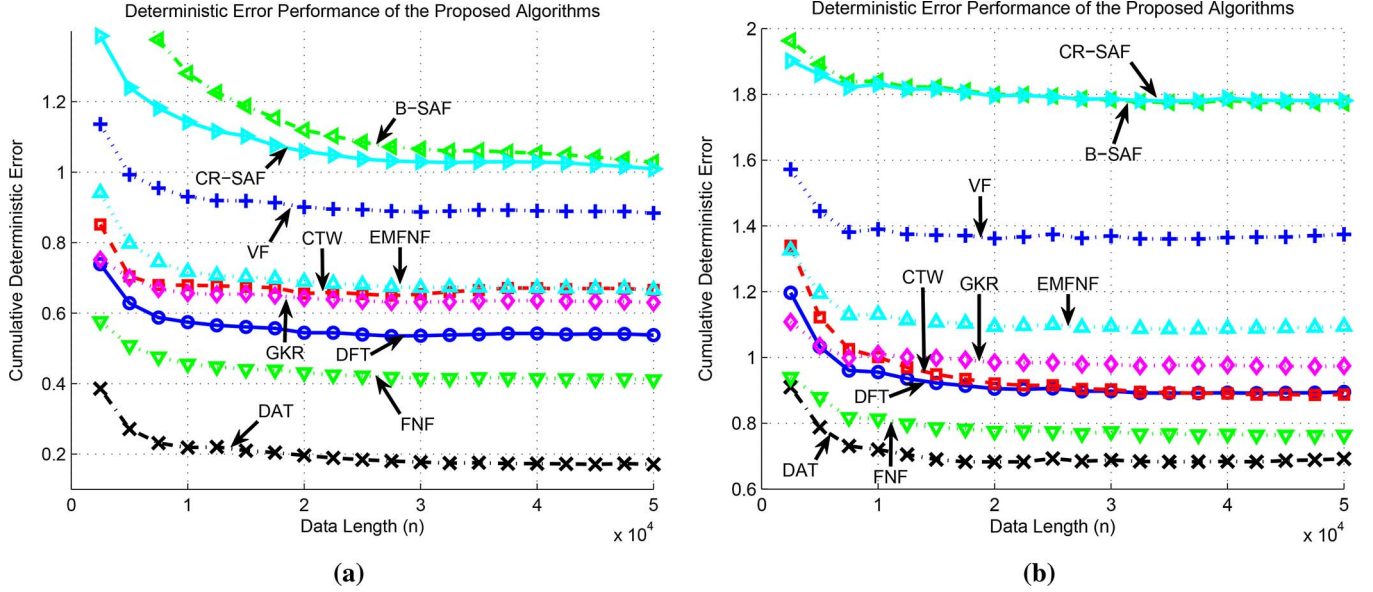 Deterministic Error Performance of the Proposed Algorithms
Cumulative Deterministic Error
1.2
1
0.8
0.6
0.4
0.2
B-SAF
CR-SAF
VF
CTW
EMFNF
GKR
DFT
FNF
DAT
0 1 2 3 4 5
Data Length (n)
x 10^4
(a)
Deterministic Error Performance of the Proposed Algorithms
Cumulative Deterministic Error
2
1.8
1.6
1.4
1.2
1
0.8
0.6
CR-SAF
B-SAF
VF
CTW
GKR
EMFNF
DFT
DAT
FNF
0 1 2 3 4 5
Data Length (n)
x 10^4
(b)